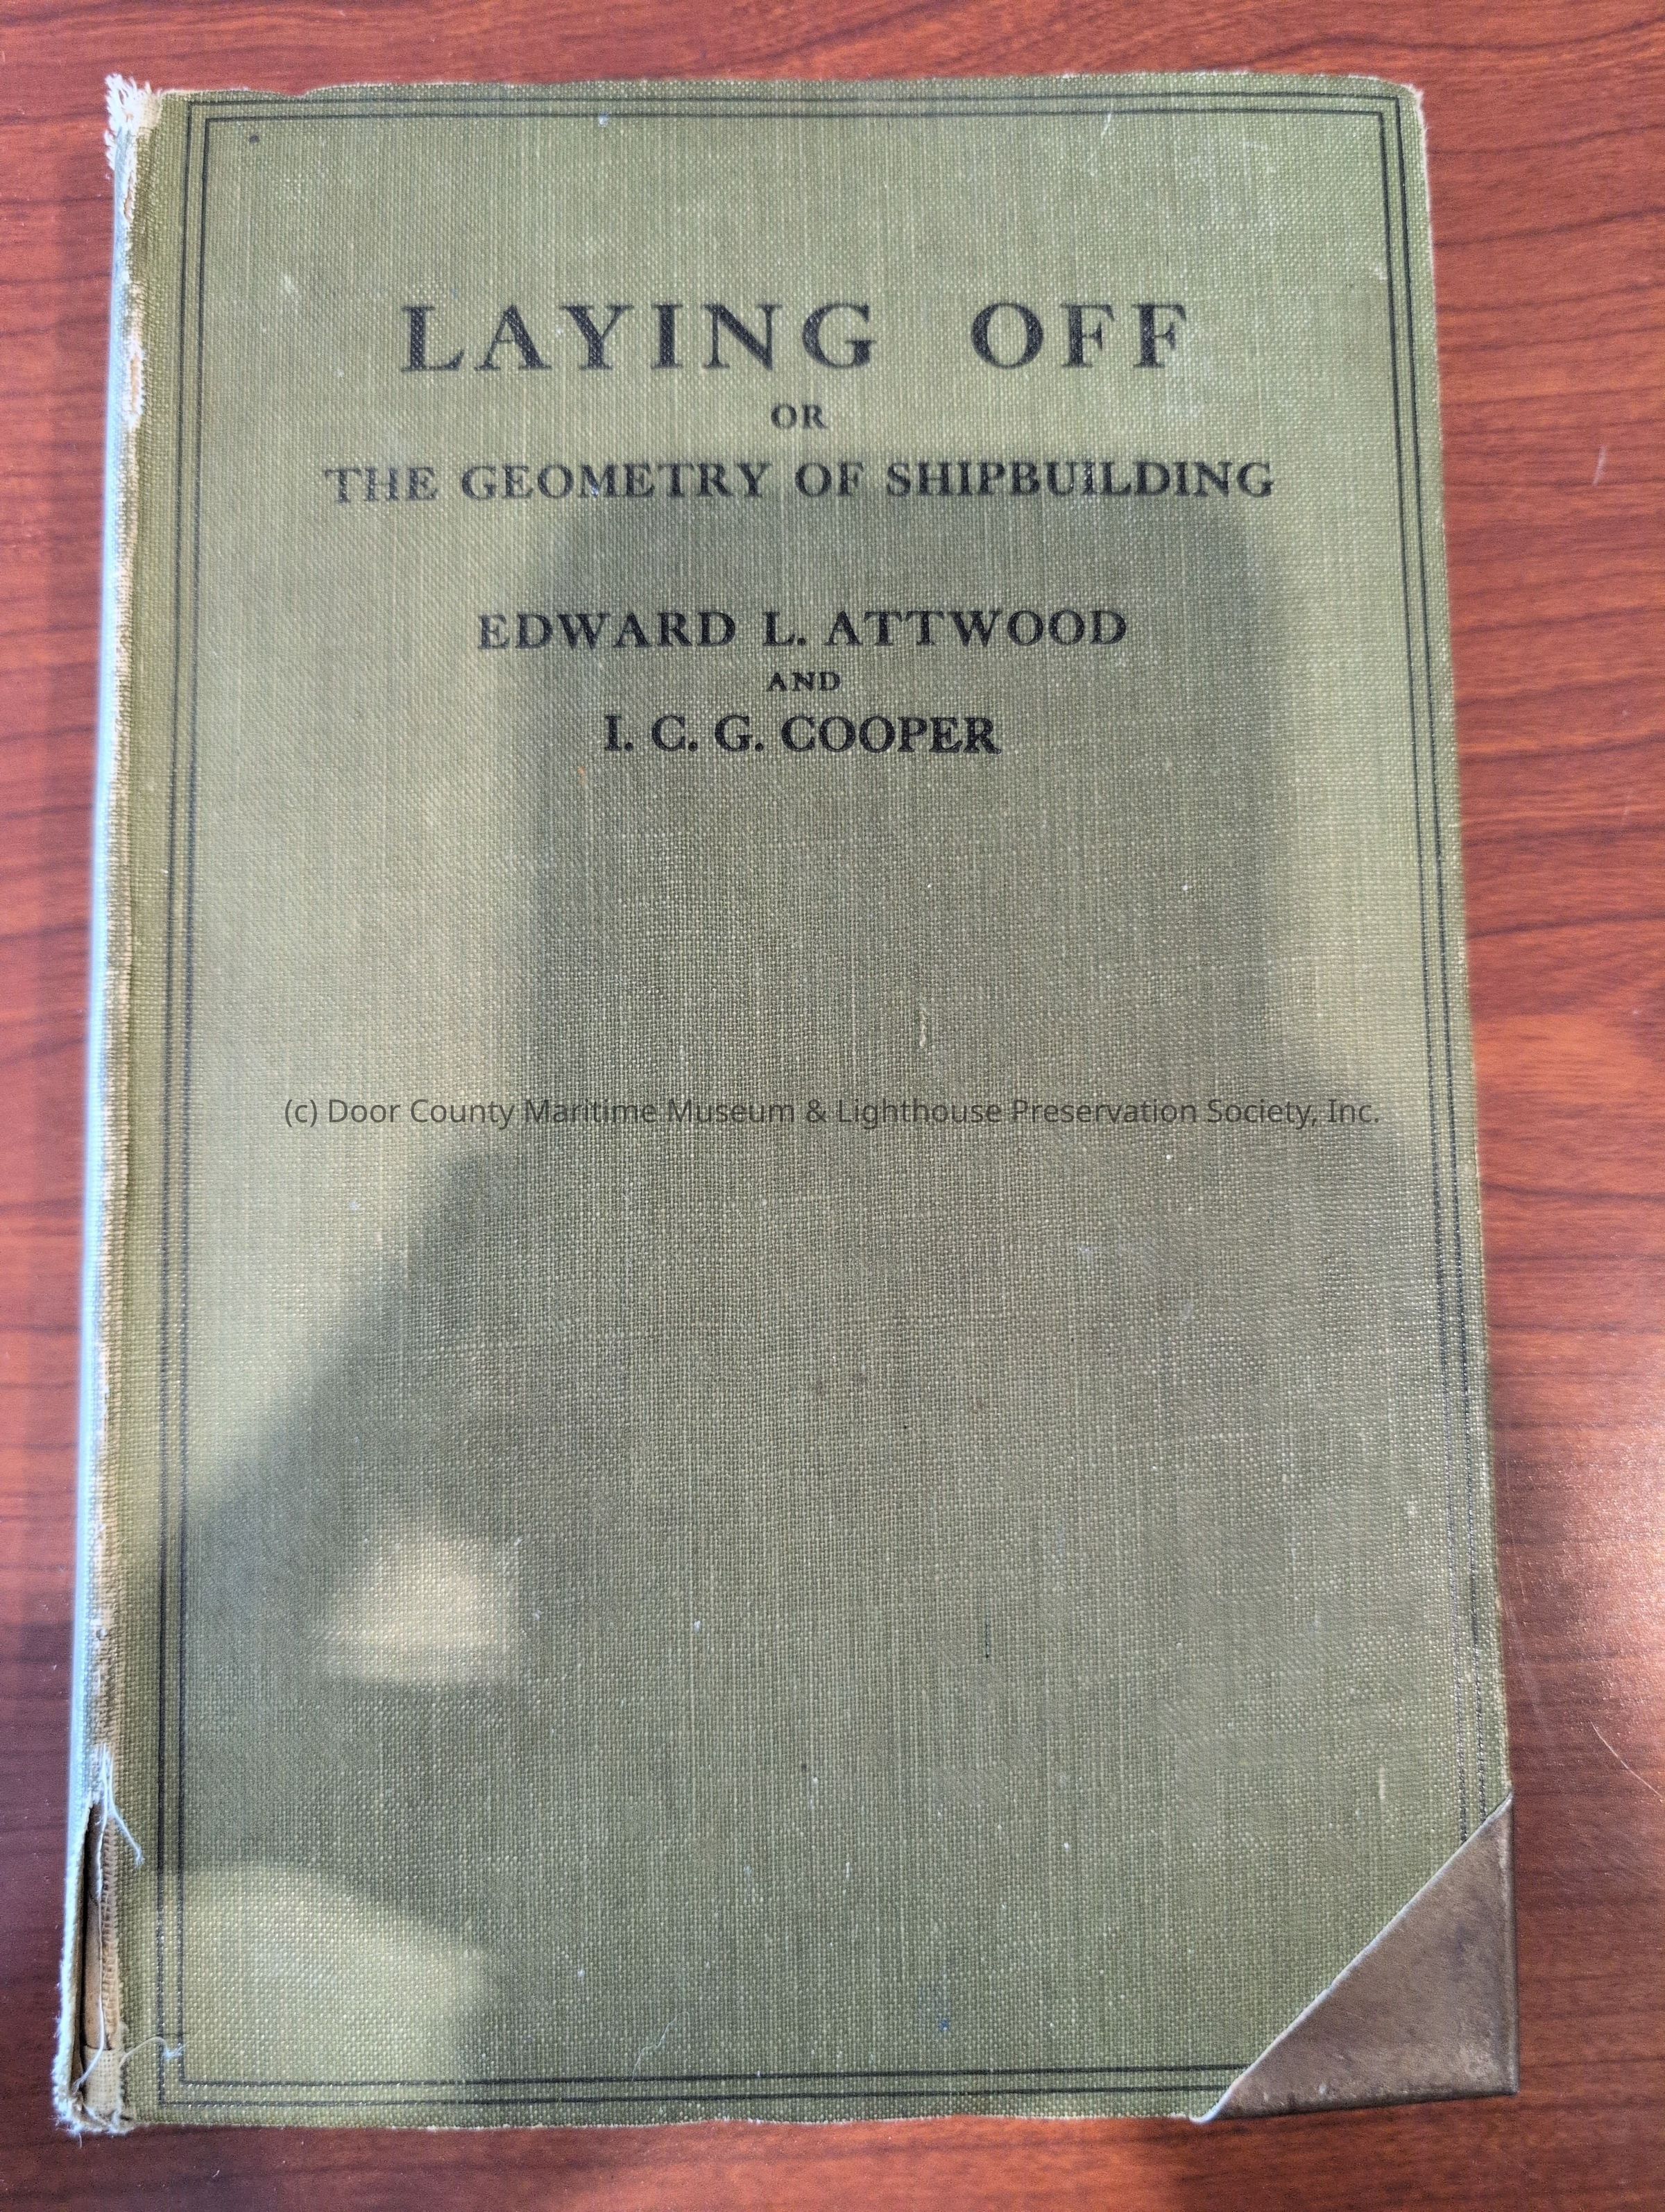 LAYING OFF
OR
THE GEOMETRY OF SHIPBUILDING
EDWARD L. ATTWOOD
AND
I. C. G. COOPER
(c) Door County Maritime Museum & Lighthouse Preservation Society, Inc.